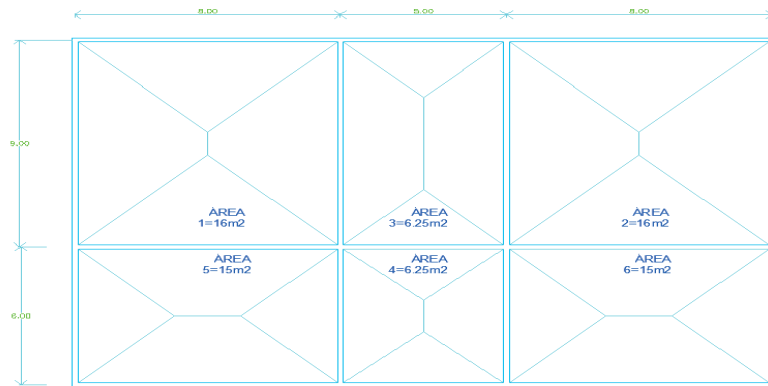 8.00
5.00
8.00
9.00
ÀREA
1=16m2
ÀREA
3=6.25m2
ÀREA
2=16m2
ÀREA
5=15m2
ÀREA
4=6.25m2
ÀREA
6=15m2
6.00